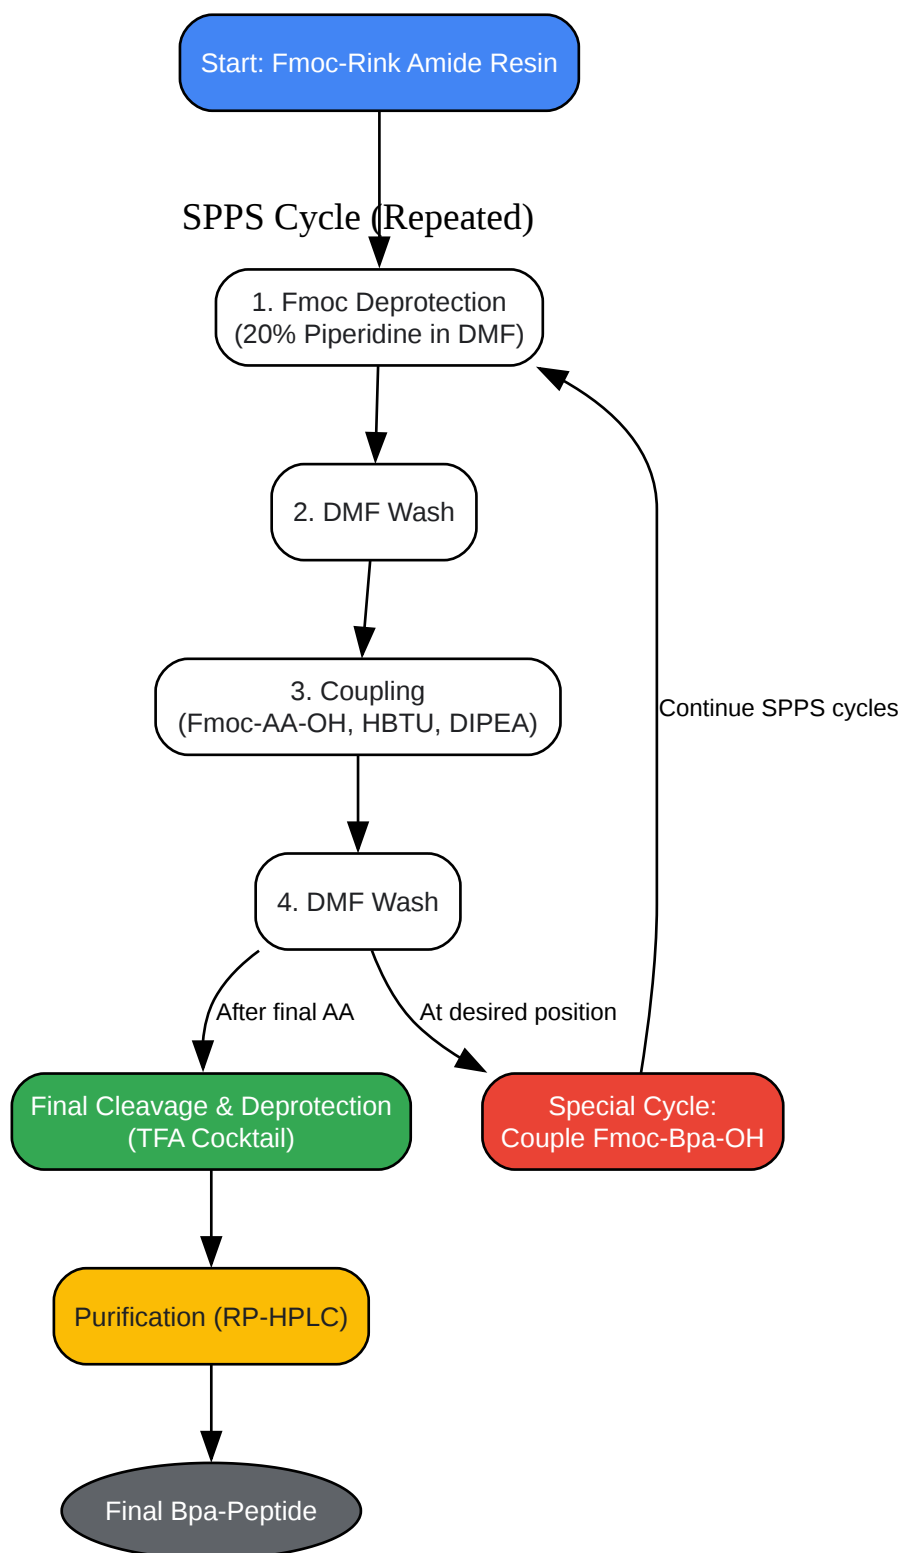 Start: Fmoc-Rink Amide Resin
SPPS Cycle (Repeated)
1. Fmoc Deprotection
(20% Piperidine in DMF)
2. DMF Wash
3. Coupling
(Fmoc-AA-OH, HBTU, DIPEA)
Continue SPPS cycles
4. DMF Wash
After final AA
At desired position
Final Cleavage & Deprotection
(TFA Cocktail)
Special Cycle:
Couple Fmoc-Bpa-OH
Purification (RP-HPLC)
Final Bpa-Peptide